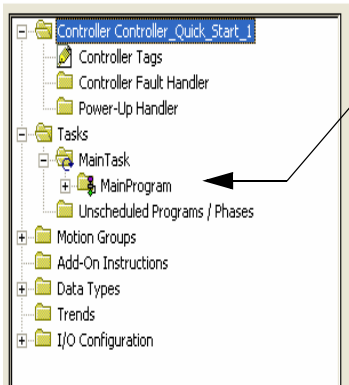 Controller Controller_Quick_Start_1
Controller Tags
Controller Fault Handler
Power-Up Handler
Tasks
MainTask
MainProgram
Unscheduled Programs / Phases
Motion Groups
Add-On Instructions
Data Types
Trends
I/O Configuration